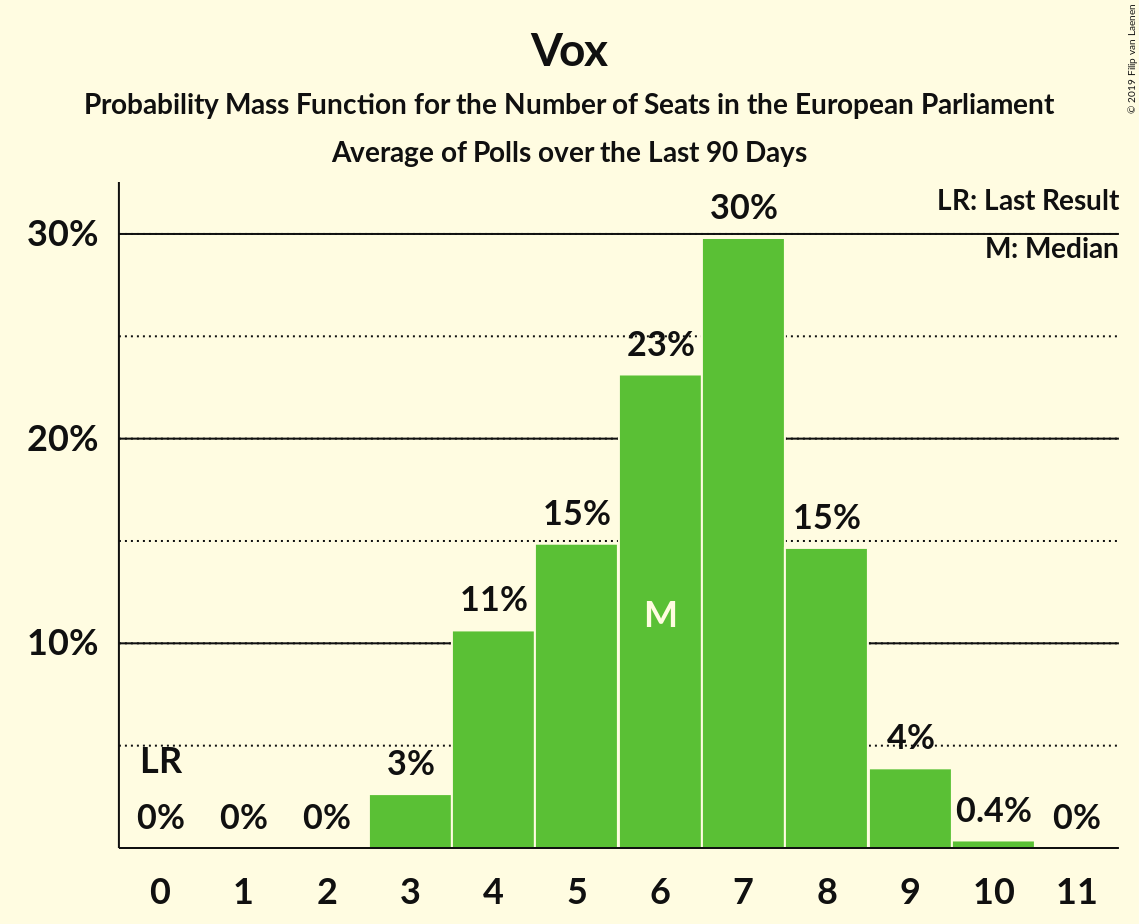 Vox
Probability Mass Function for the Number of Seats in the European Parliament
Average of Polls over the Last 90 Days
© 2019 Filip van Laenen
LR: Last Result
M: Median
30%
20%
10%
LR
0%
0%
0%
3%
11%
15%
23%
M
30%
15%
4%
0.4%
0%
0 1 2 3 4 5 6 7 8 9 10 11